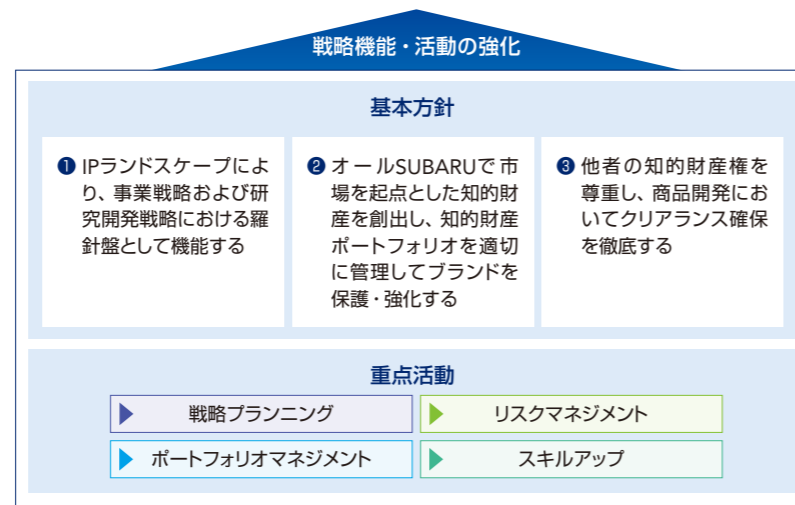 戦略機能・活動の強化
基本方針
❶ IPランドスケープによ
り、事業戦略および研
究開発戦略における羅
針盤として機能する
❷ オールSUBARUで市
場を起点とした知的財
産を創出し、知的財産
ポートフォリオを適切
に管理してブランドを
保護・強化する
❸ 他者の知的財産権を
尊重し、商品開発にお
いてクリアランス確保
を徹底する
重点活動
戦略プランニング
リスクマネジメント
ポートフォリオマネジメント
スキルアップ